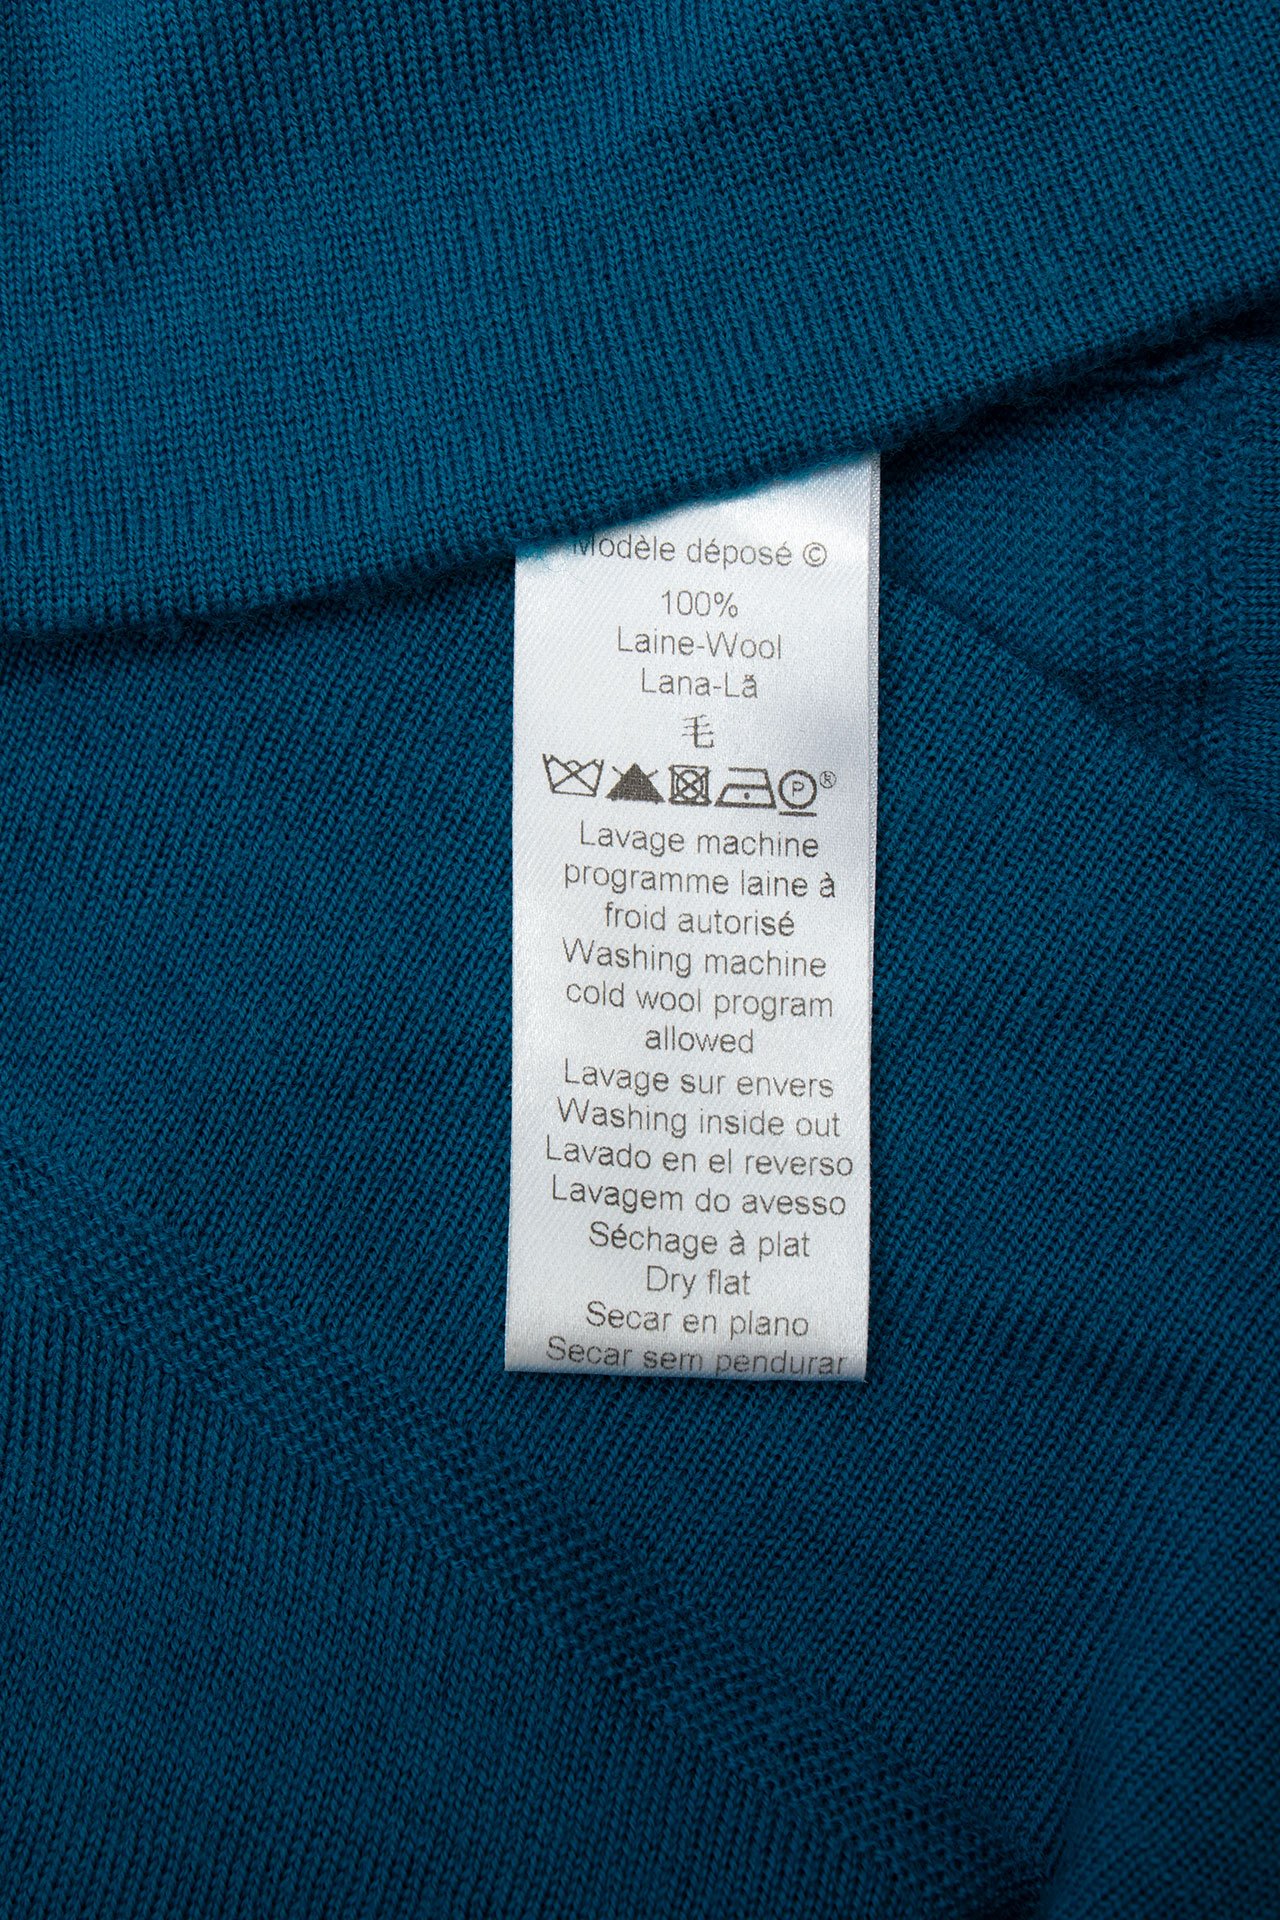 Modèle déposé ©
100%
Laine-Wool
Lana-Lã
毛
P ®
Lavage machine
programme laine à
froid autorisé
Washing machine
cold wool program
allowed
Lavage sur envers
Washing inside out
Lavado en el reverso
Lavagem do avesso
Séchage à plat
Dry flat
Secar en plano
Secar sem pendurar